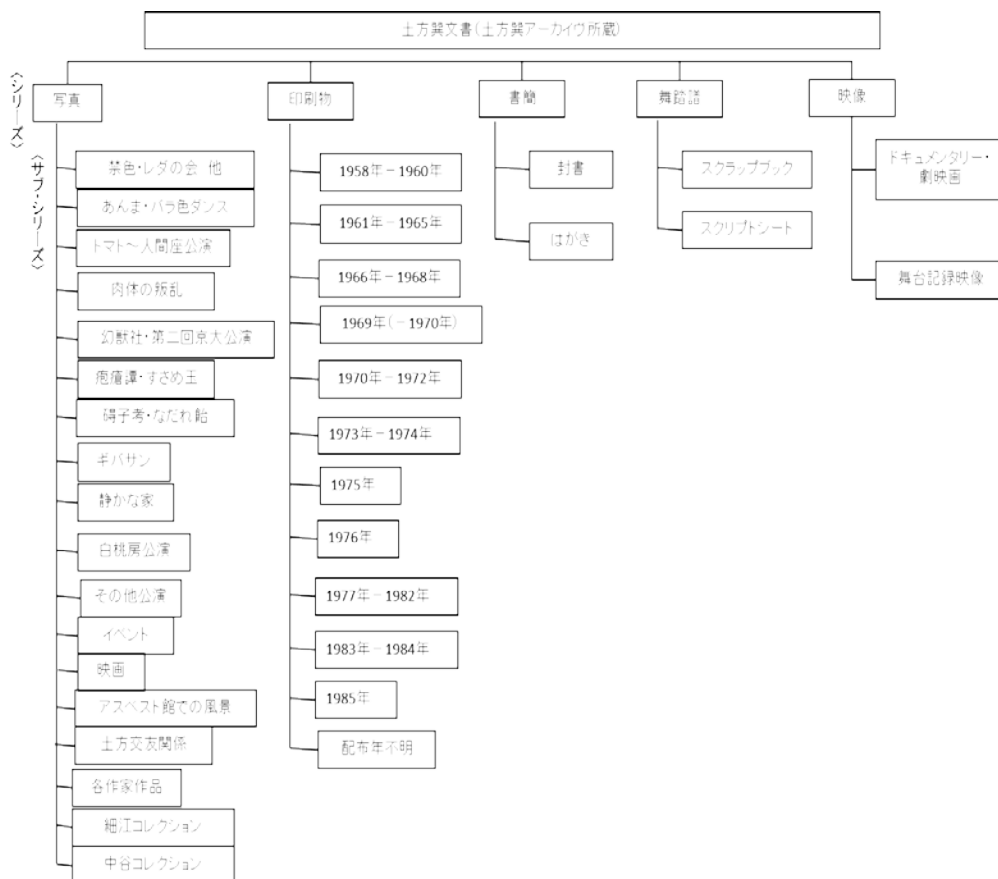 土方巽文書(土方巽アーカイヴ所蔵)
〈シリーズ〉
写真
印刷物
書簡
舞踏譜
映像
〈サブ・シリーズ〉
禁色・レダの会 他
あんま・バラ色ダンス
トマト～人間座公演
肉体の叛乱
幻獣社・第二回京大公演
疱瘡譚・すさめ玉
碍子考・なだれ飴
ギバサン
静かな家
白桃房公演
その他公演
イベント
映画
アスベスト館での風景
土方交友関係
各作家作品
細江コレクション
中谷コレクション
1958年－1960年
1961年－1965年
1966年－1968年
1969年(－1970年)
1970年－1972年
1973年－1974年
1975年
1976年
1977年－1982年
1983年－1984年
1985年
配布年不明
封書
はがき
スクラップブック
スクリプトシート
ドキュメンタリー・
劇映画
舞台記録映像